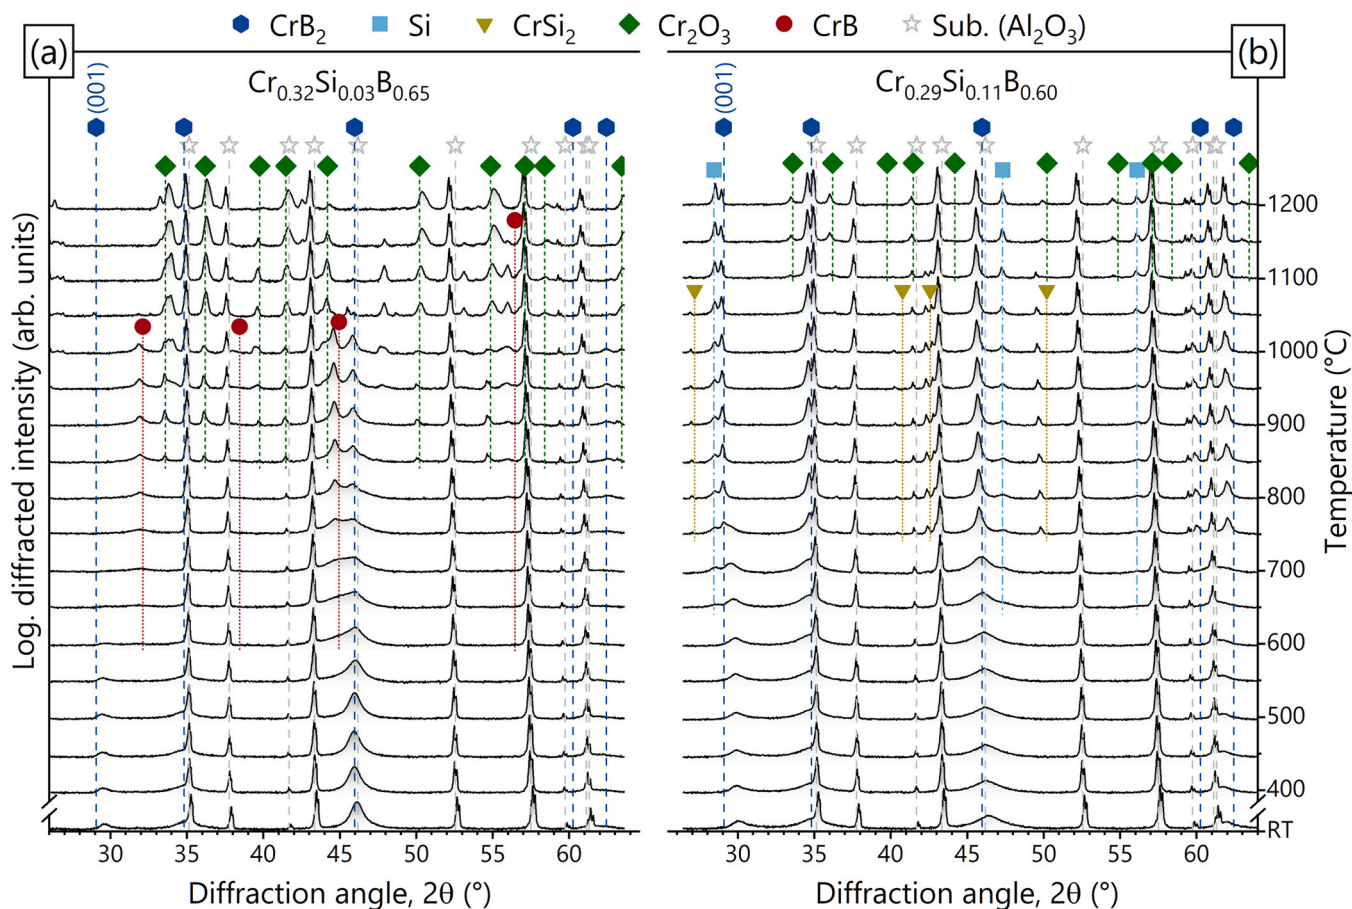 CrB₂ Si CrSi₂ Cr₂O₃ CrB Sub. (Al₂O₃)
(a)
Cr₀.₃₂Si₀.₀₃B₀.₆₅
(001)
Log. diffracted intensity (arb. units)
30 35 40 45 50 55 60
Diffraction angle, 2θ (°)
(b)
Cr₀.₂₉Si₀.₁₁B₀.₆₀
(001)
1200
1100
1000
900
800
700
600
500
400
RT
Temperature (°C)
30 35 40 45 50 55 60
Diffraction angle, 2θ (°)